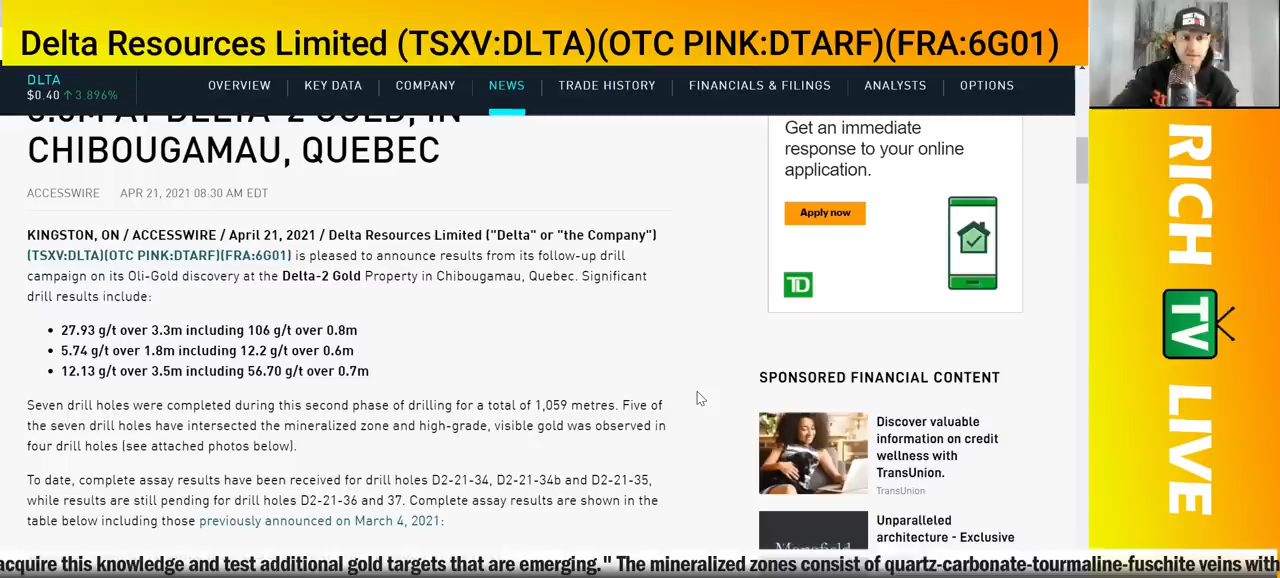 Delta Resources Limited (TSXV:DLTA)(OTC PINK:DTARF)(FRA:6G01)
DLTA
$0.40 ↑ 3.896%
OVERVIEW
KEY DATA
COMPANY
NEWS
TRADE HISTORY
FINANCIALS & FILINGS
ANALYSTS
OPTIONS
3.3M AT DELTA-2 GOLD, IN
CHIBOUGAMAU, QUEBEC
ACCESSWIRE APR 21, 2021 08:30 AM EDT
KINGSTON, ON / ACCESSWIRE / April 21, 2021 / Delta Resources Limited ("Delta" or "the Company")
(TSXV:DLTA)(OTC PINK:DTARF)(FRA:6G01) is pleased to announce results from its follow-up drill
campaign on its Oli-Gold discovery at the Delta-2 Gold Property in Chibougamau, Quebec. Significant
drill results include:
• 27.93 g/t over 3.3m including 106 g/t over 0.8m
• 5.74 g/t over 1.8m including 12.2 g/t over 0.6m
• 12.13 g/t over 3.5m including 56.70 g/t over 0.7m
Seven drill holes were completed during this second phase of drilling for a total of 1,059 metres. Five of
the seven drill holes have intersected the mineralized zone and high-grade, visible gold was observed in
four drill holes (see attached photos below).
To date, complete assay results have been received for drill holes D2-21-34, D2-21-34b and D2-21-35,
while results are still pending for drill holes D2-21-36 and 37. Complete assay results are shown in the
table below including those previously announced on March 4, 2021:
Get an immediate
response to your online
application.
Apply now
TD
SPONSORED FINANCIAL CONTENT
Discover valuable
information on credit
wellness with
TransUnion.
TransUnion
Unparalleled
architecture - Exclusive
RICH
TV
LIVE
acquire this knowledge and test additional gold targets that are emerging." The mineralized zones consist of quartz-carbonate-tourmaline-fuschite veins with